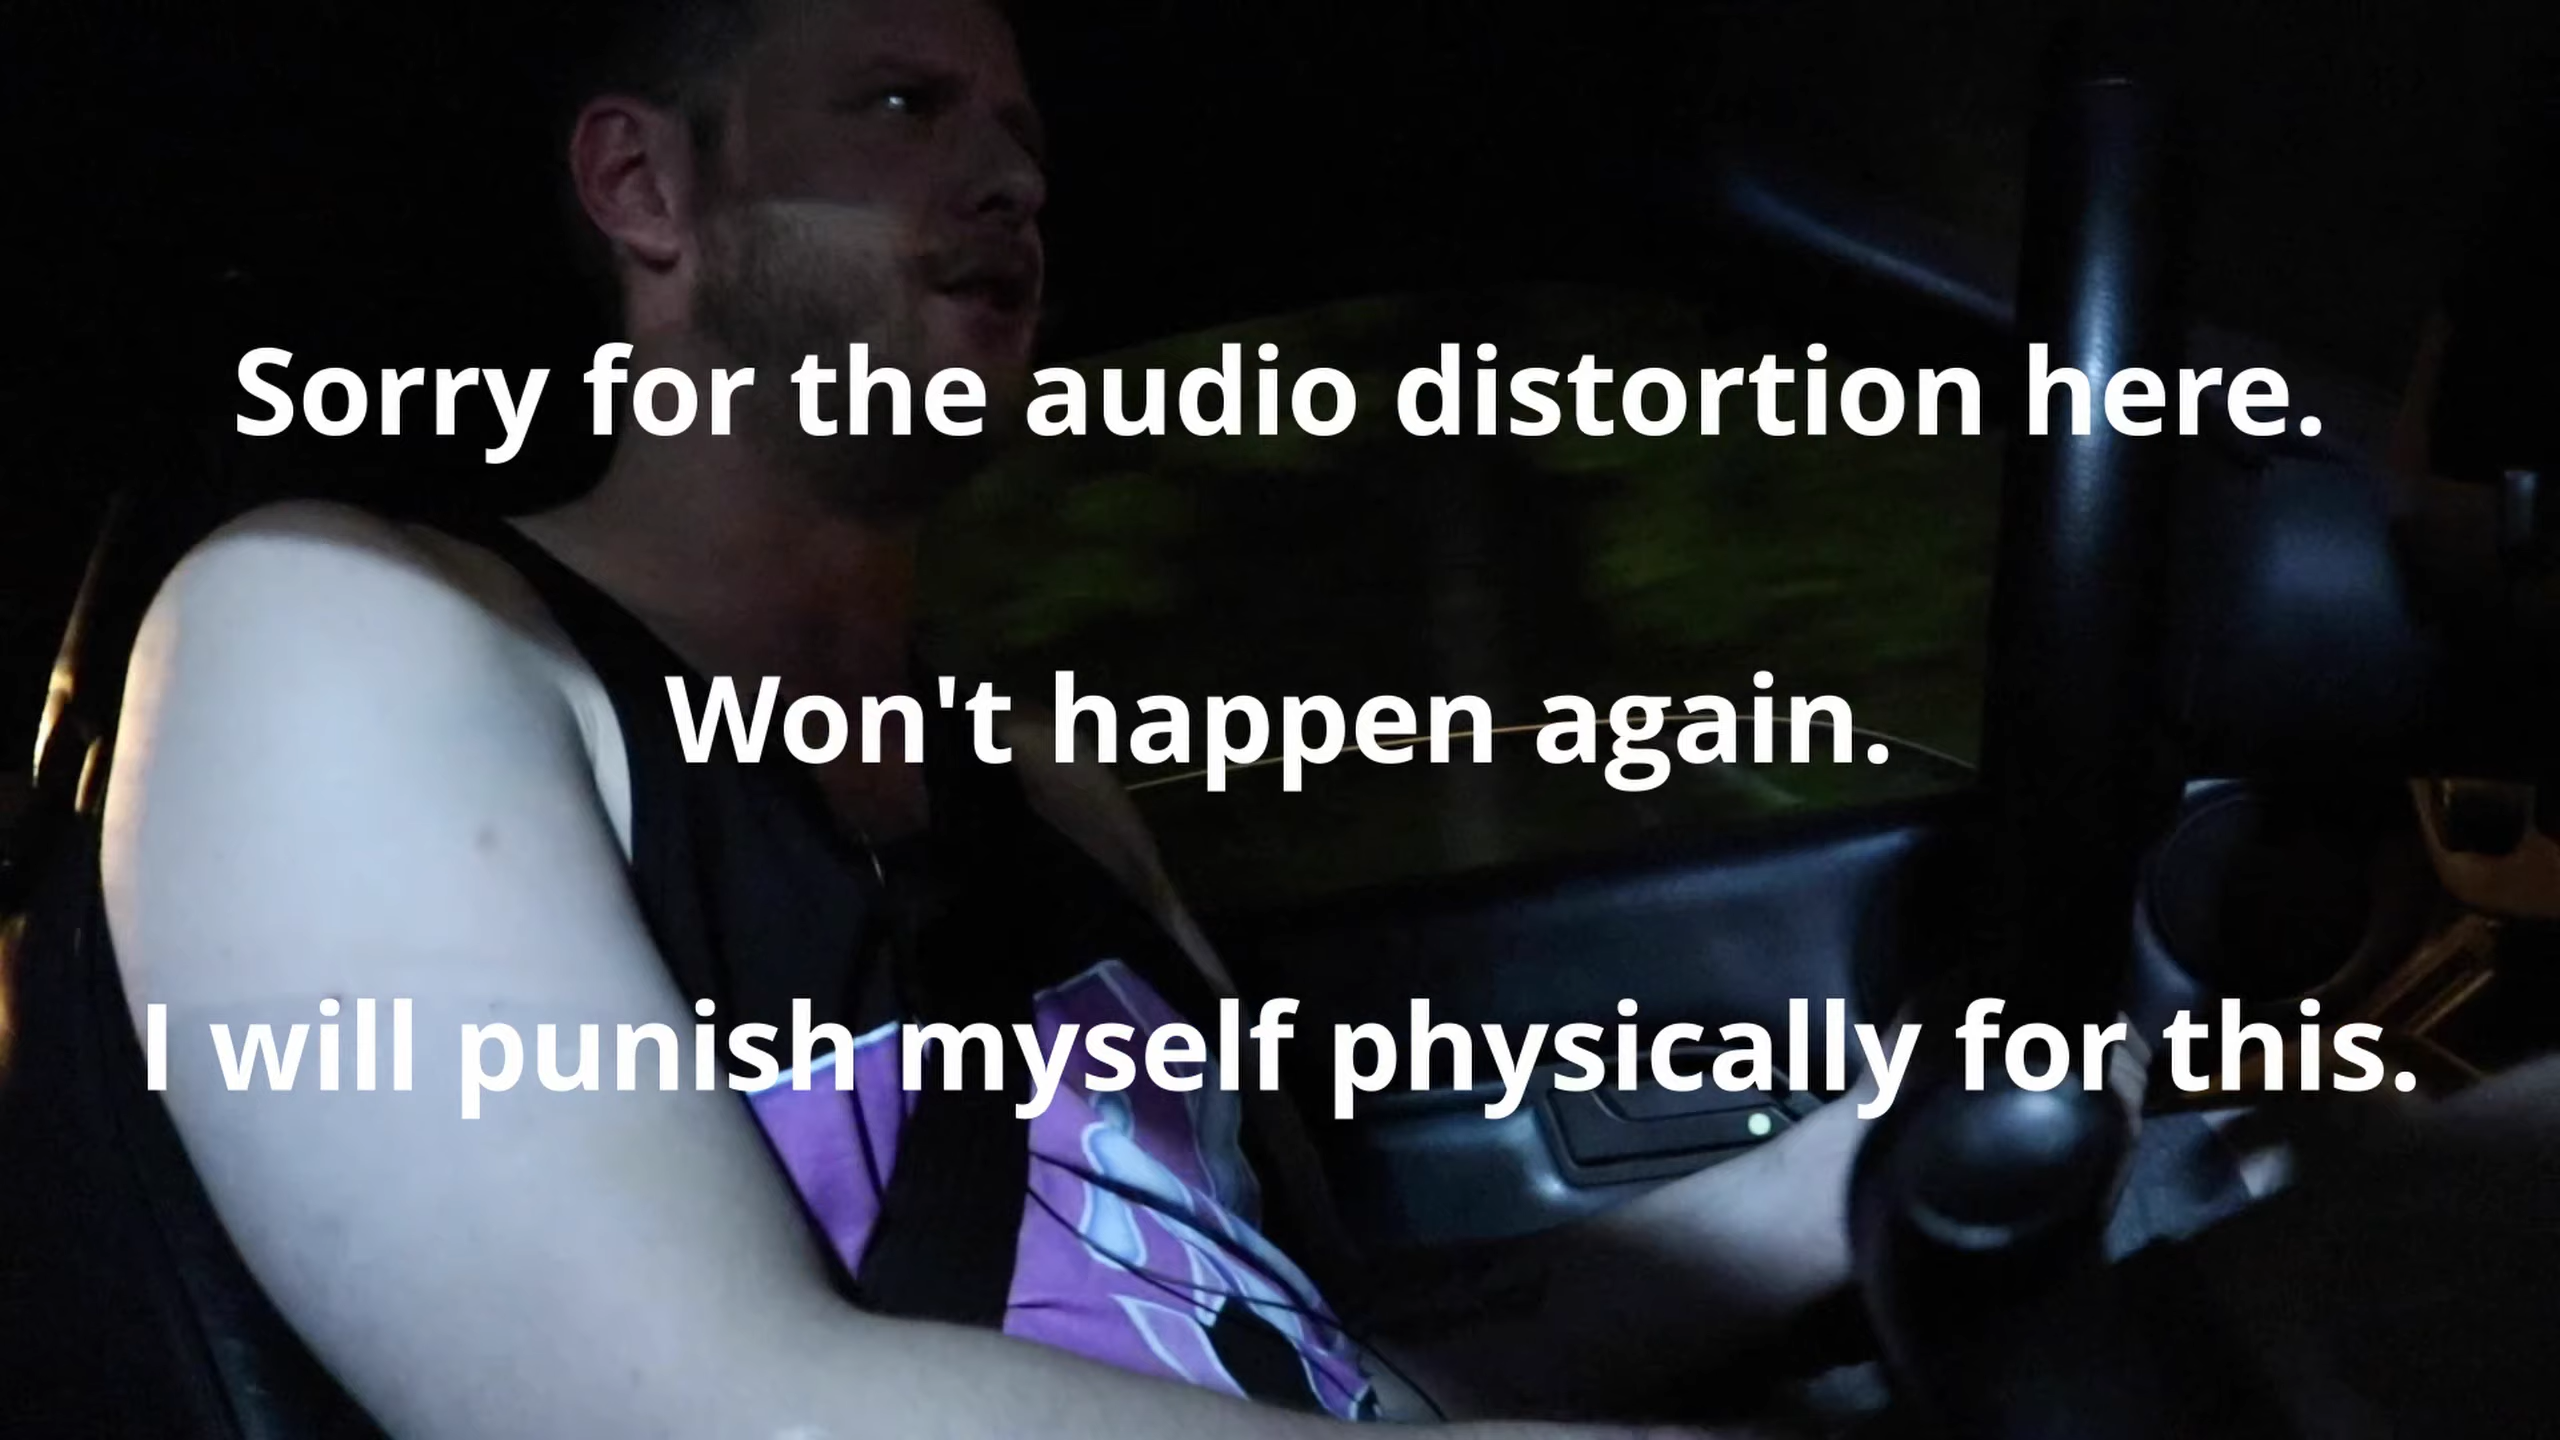 Sorry for the audio distortion here.
Won't happen again.
I will punish myself physically for this.